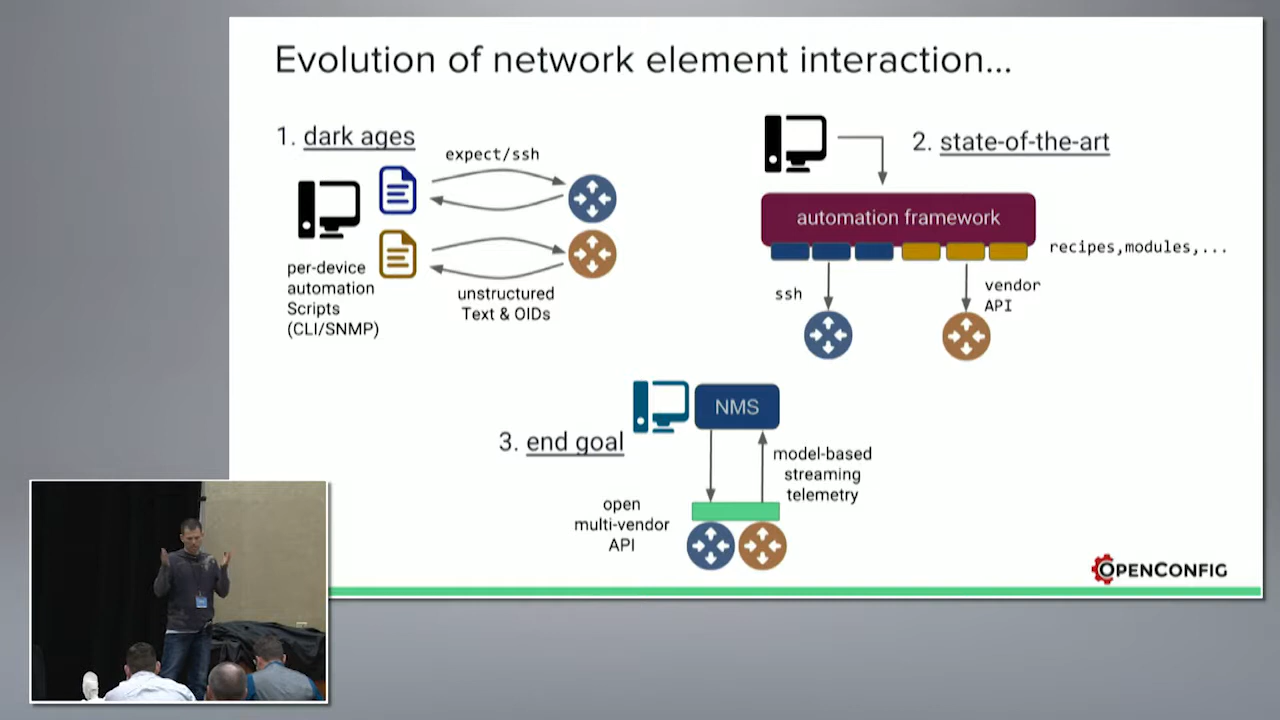 Evolution of network element interaction...
1. dark ages
expect/ssh
per-device
automation
Scripts
(CLI/SNMP)
unstructured
Text & OIDs
2. state-of-the-art
automation framework
recipes,modules,...
ssh
vendor
API
3. end goal
NMS
model-based
streaming
telemetry
open
multi-vendor
API
OPENCONFIG